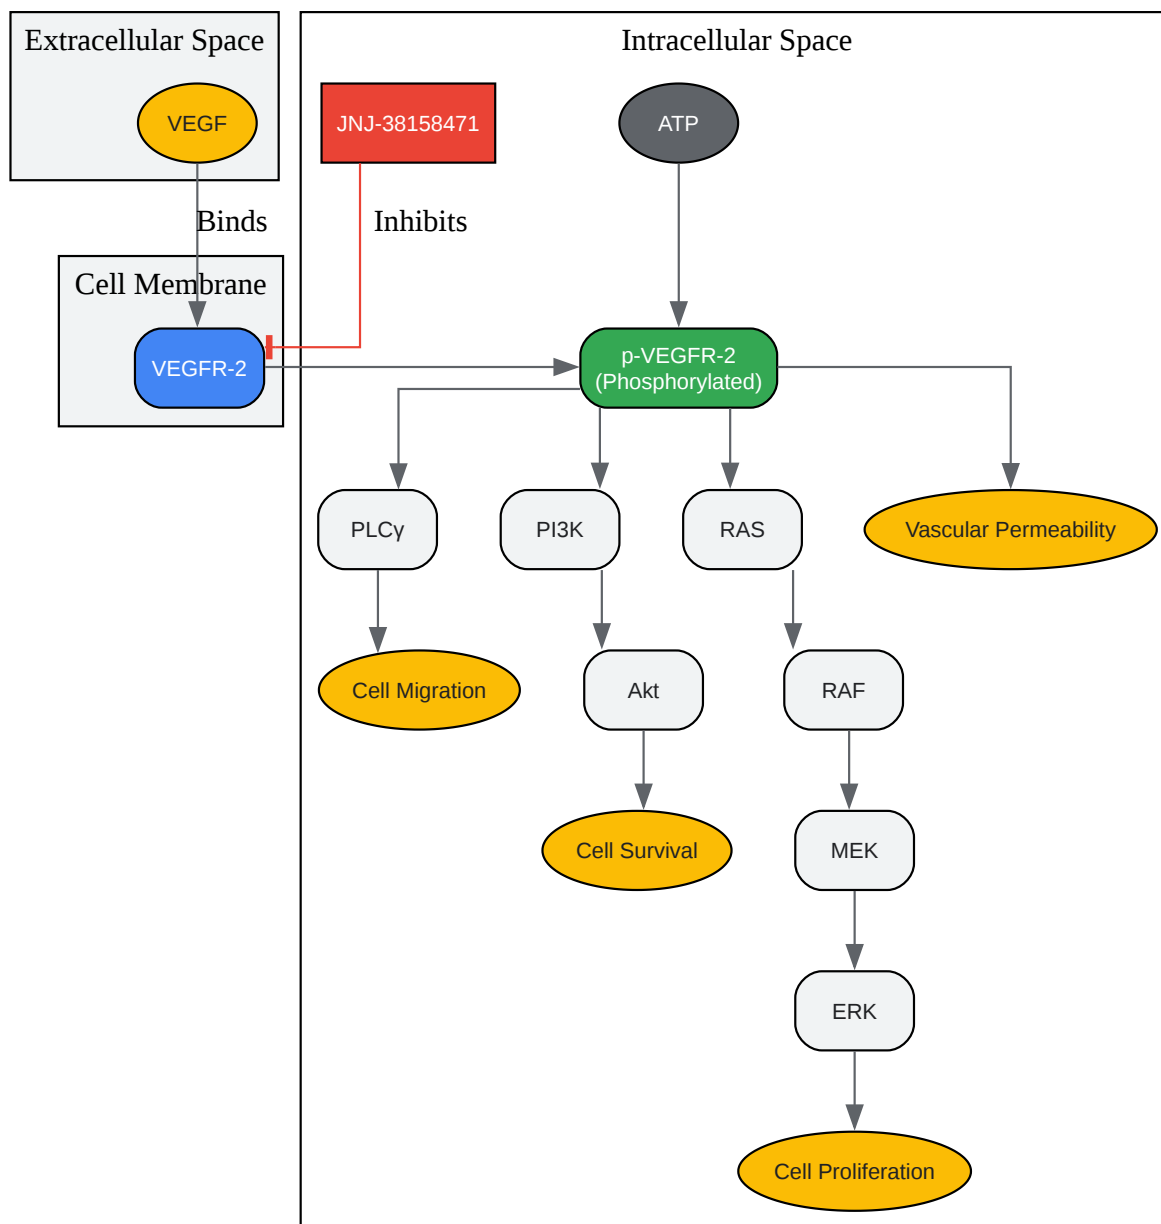 Extracellular Space
Intracellular Space
VEGF
JNJ-38158471
ATP
Binds
Inhibits
Cell Membrane
VEGFR-2
p-VEGFR-2
(Phosphorylated)
PLCγ
PI3K
RAS
Vascular Permeability
Cell Migration
Akt
RAF
Cell Survival
MEK
ERK
Cell Proliferation